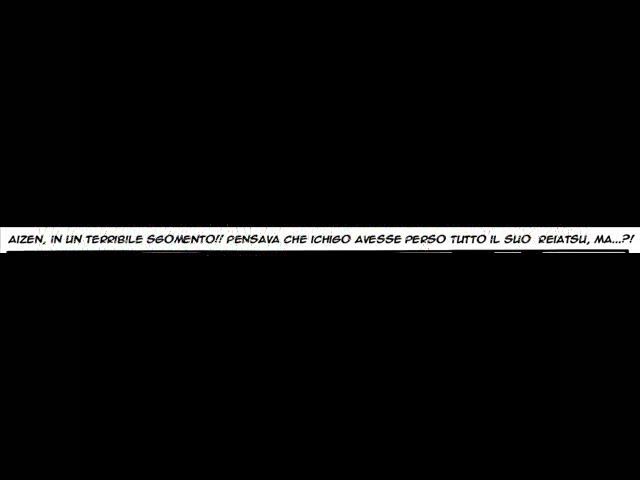 AIZEN, IN UN TERRIBILE SGOMENTO!! PENSAVA CHE ICHIGO AVESSE PERSO TUTTO IL SUO REIATSU, MA...?!